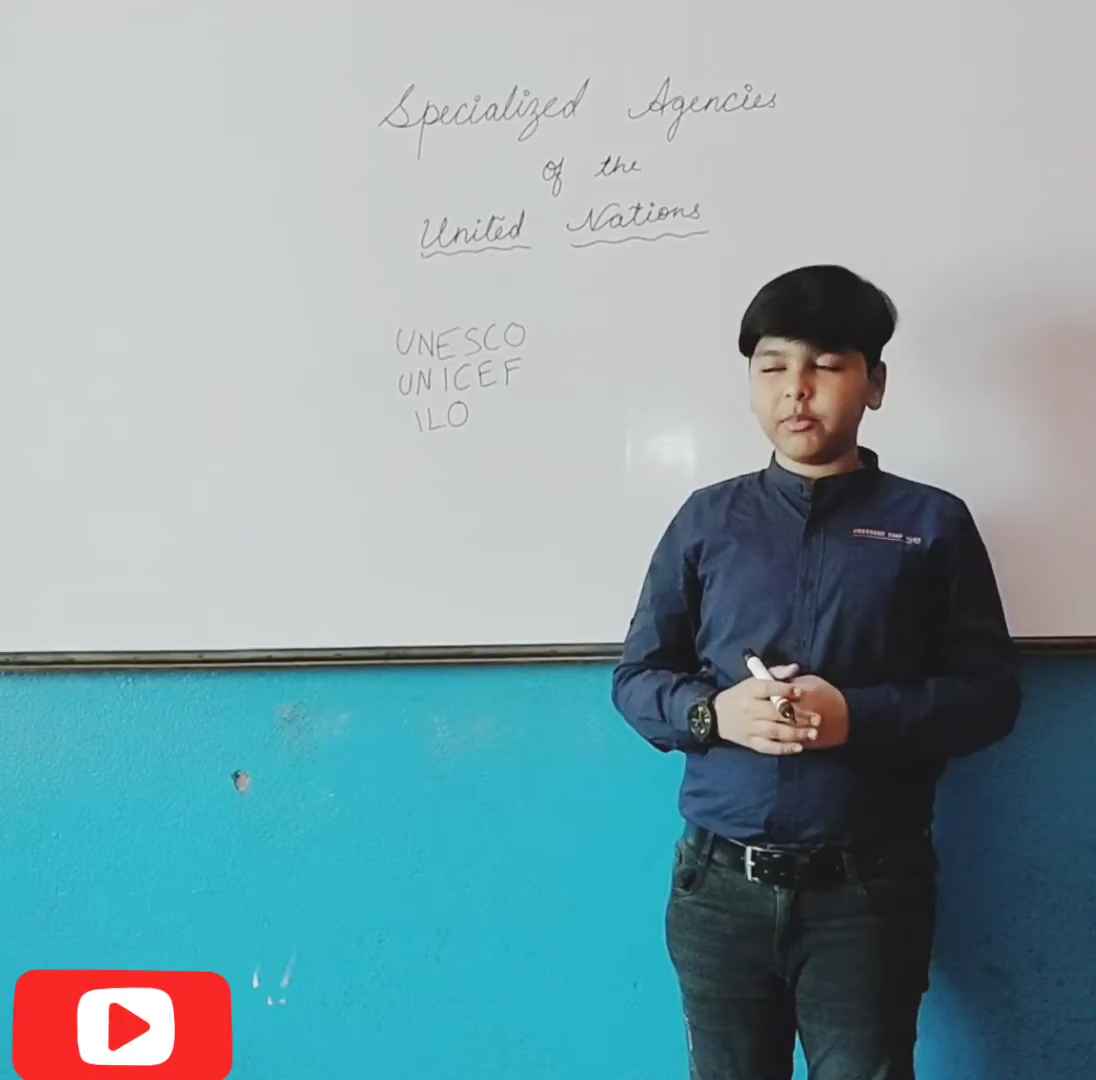 Specialized Agencies
of the
United Nations
UNESCO
UNICEF
ILO